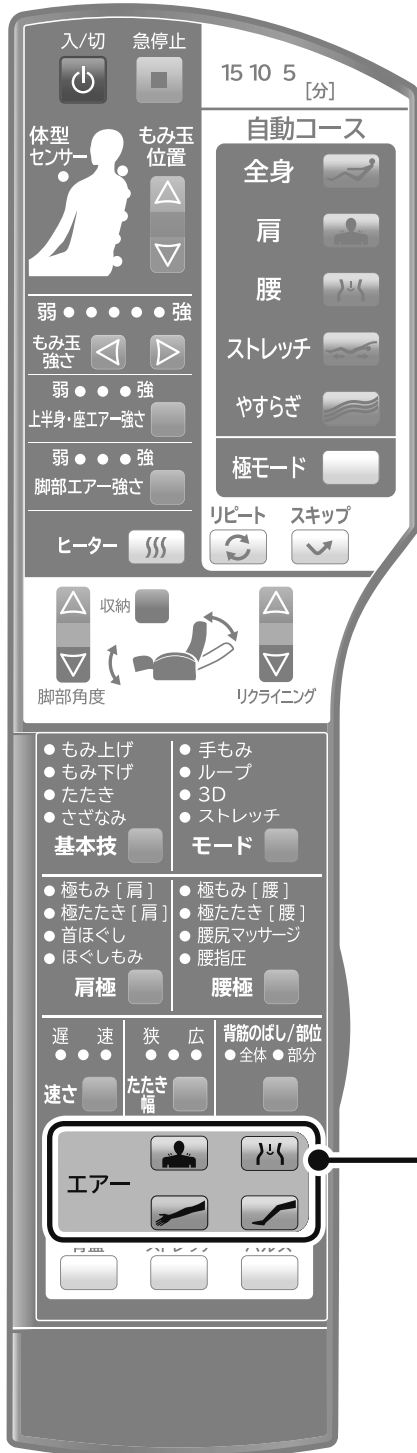 入/切 急停止
15 10 5
[分]
体型
センサー
もみ玉
位置
弱 強
もみ玉
強さ
弱 強
上半身・座エアー強さ
弱 強
脚部エアー強さ
ヒーター
自動コース
全身
肩
腰
ストレッチ
やすらぎ
極モード
リピート スキップ
収納
脚部角度
リクライニング
もみ上げ
もみ下げ
たたき
さざなみ
基本技
手もみ
ループ
3D
ストレッチ
モード
極もみ[肩]
極たたき[肩]
首ほぐし
ほぐしもみ
肩極
極もみ[腰]
極たたき[腰]
腰尻マッサージ
腰指圧
腰極
遅 速
速さ
狭 広
たたき
幅
背筋のばし/部位
全体 部分
エアー